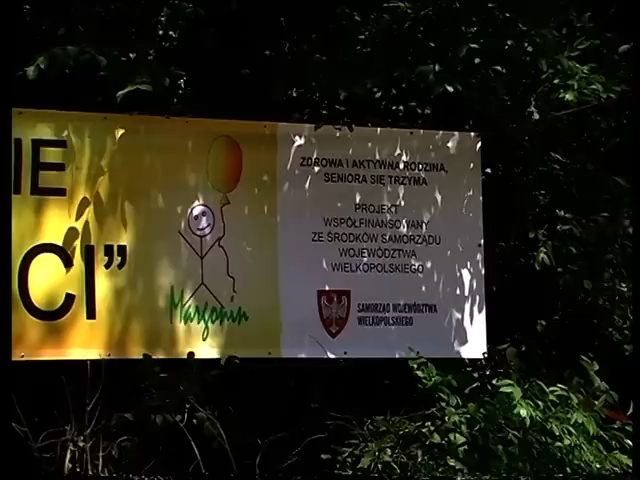 IE
CI”
Margonin
ZDROWA I AKTYWNA RODZINA,
SENIORA SIĘ TRZYMA
PROJEKT
WSPÓŁFINANSOWANY
ZE ŚRODKÓW SAMORZĄDU
WOJEWÓDZTWA
WIELKOPOLSKIEGO
SAMORZĄD WOJEWÓDZTWA
WIELKOPOLSKIEGO